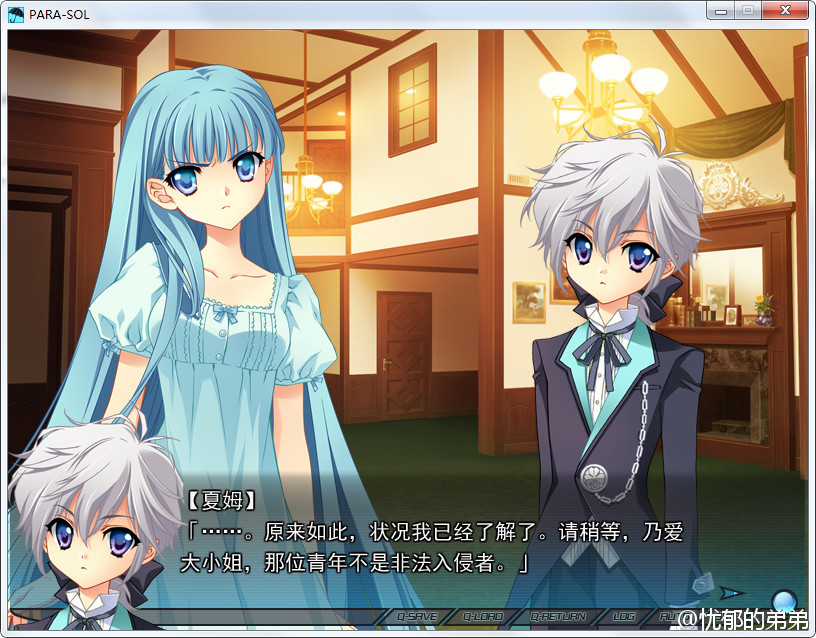 PARA-SOL
【夏姆】
「……。原来如此，状况我已经了解了。请稍等，乃爱
大小姐，那位青年不是非法入侵者。」
Q-SAVE Q-LOAD Q-RETURN LOG
@忧郁的弟弟